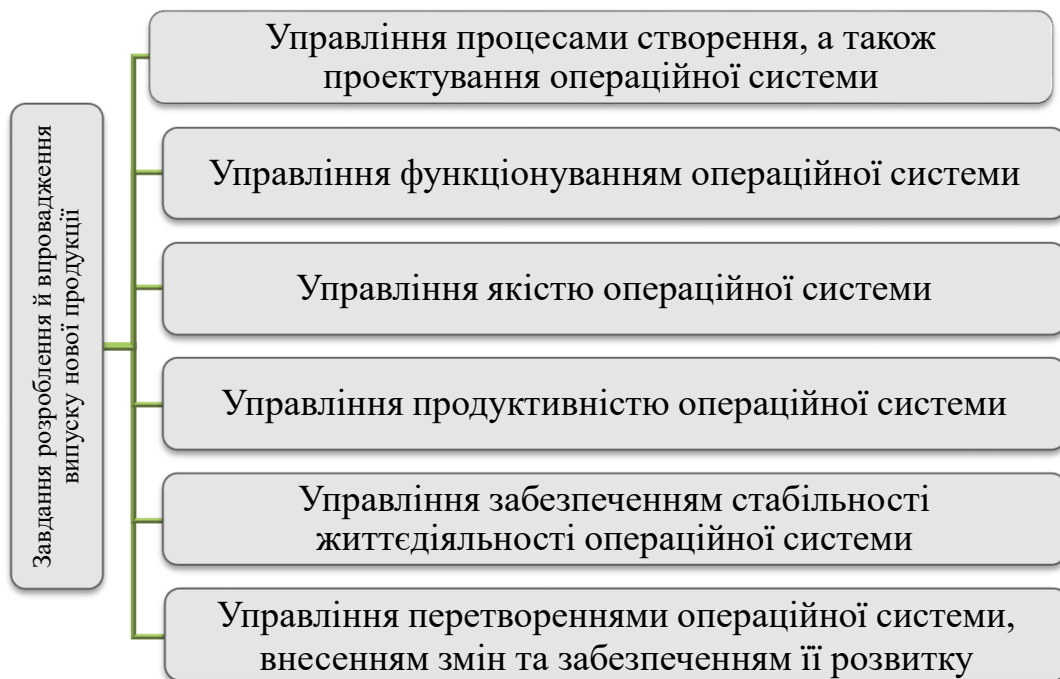 Завдання розроблення й впровадження
випуску нової продукції
Управління процесами створення, а також
проектування операційної системи
Управління функціонуванням операційної системи
Управління якістю операційної системи
Управління продуктивністю операційної системи
Управління забезпеченням стабільності
життєдіяльності операційної системи
Управління перетвореннями операційної системи,
внесенням змін та забезпеченням її розвитку